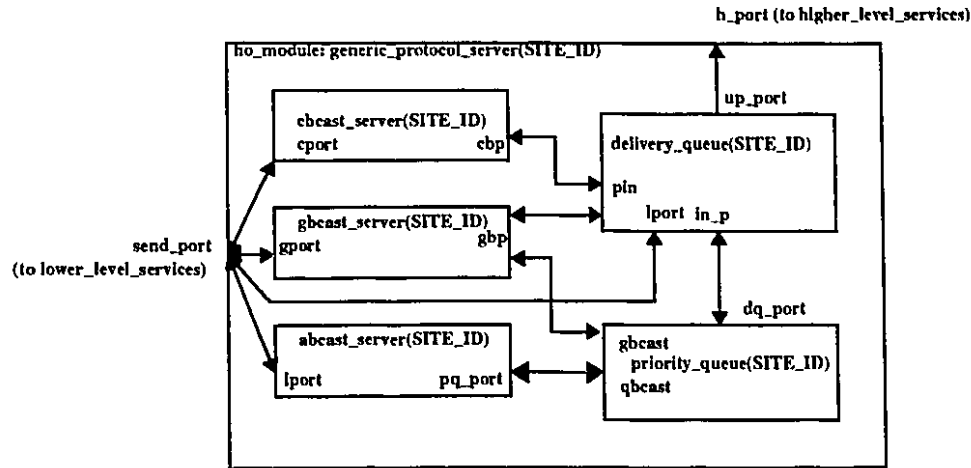 h_port (to higher_level_services)
ho_module: generic_protocol_server(SITE_ID)
up_port
cbcast_server(SITE_ID)
cport
cbp
delivery_queue(SITE_ID)
pin
lport
in_p
gbcast_server(SITE_ID)
gport
gbp
send_port
(to lower_level_services)
dq_port
abcast_server(SITE_ID)
lport
pq_port
gbcast
priority_queue(SITE_ID)
qbcast